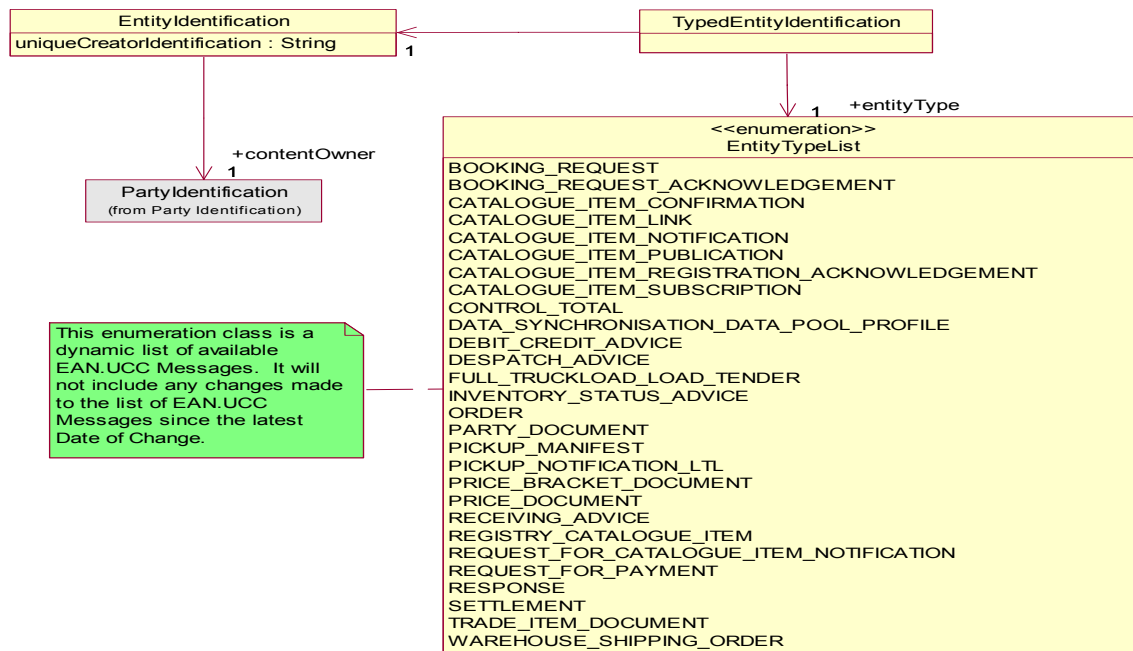 EntityIdentification
uniqueCreatorIdentification : String
TypedEntityIdentification
1
1
+entityType
+contentOwner
1
PartyIdentification
(from Party Identification)
<<enumeration>>
EntityTypeList
BOOKING_REQUEST
BOOKING_REQUEST_ACKNOWLEDGEMENT
CATALOGUE_ITEM_CONFIRMATION
CATALOGUE_ITEM_LINK
CATALOGUE_ITEM_NOTIFICATION
CATALOGUE_ITEM_PUBLICATION
CATALOGUE_ITEM_REGISTRATION_ACKNOWLEDGEMENT
CATALOGUE_ITEM_SUBSCRIPTION
CONTROL_TOTAL
DATA_SYNCHRONISATION_DATA_POOL_PROFILE
DEBIT_CREDIT_ADVICE
DESPATCH_ADVICE
FULL_TRUCKLOAD_LOAD_TENDER
INVENTORY_STATUS_ADVICE
ORDER
PARTY_DOCUMENT
PICKUP_MANIFEST
PICKUP_NOTIFICATION_LTL
PRICE_BRACKET_DOCUMENT
PRICE_DOCUMENT
RECEIVING_ADVICE
REGISTRY_CATALOGUE_ITEM
REQUEST_FOR_CATALOGUE_ITEM_NOTIFICATION
REQUEST_FOR_PAYMENT
RESPONSE
SETTLEMENT
TRADE_ITEM_DOCUMENT
WAREHOUSE_SHIPPING_ORDER
This enumeration class is a
dynamic list of available
EAN.UCC Messages.  It will
not include any changes made
to the list of EAN.UCC
Messages since the latest
Date of Change.